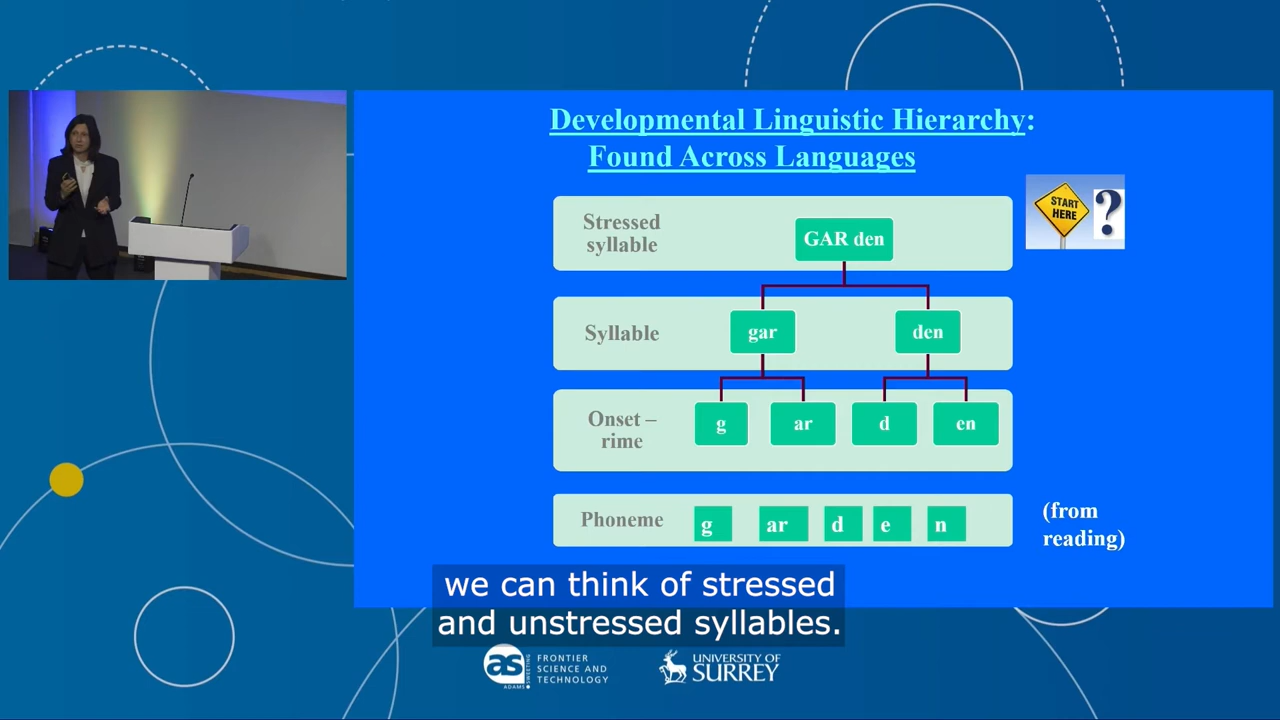 Developmental Linguistic Hierarchy:
Found Across Languages
START
HERE
?
Stressed
syllable
GAR den
Syllable
gar
den
Onset –
rime
g
ar
d
en
Phoneme
g
ar
d
e
n
(from
reading)
we can think of stressed
and unstressed syllables.
as
ADAMS
SWEETING
FRONTIER
SCIENCE AND
TECHNOLOGY
UNIVERSITY OF
SURREY